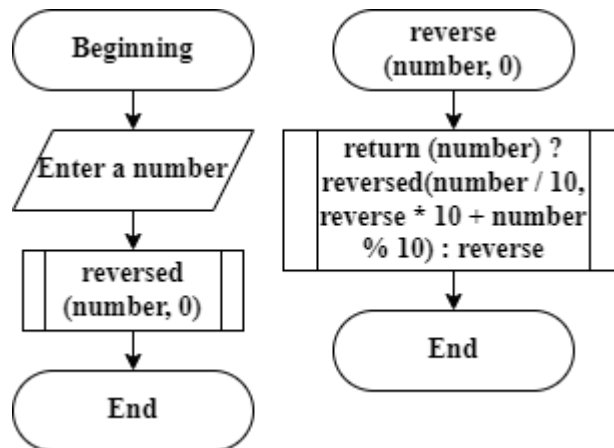 Beginning
Enter a number
reversed
(number, 0)
End
reverse
(number, 0)
return (number) ?
reversed(number / 10,
reverse * 10 + number
% 10) : reverse
End